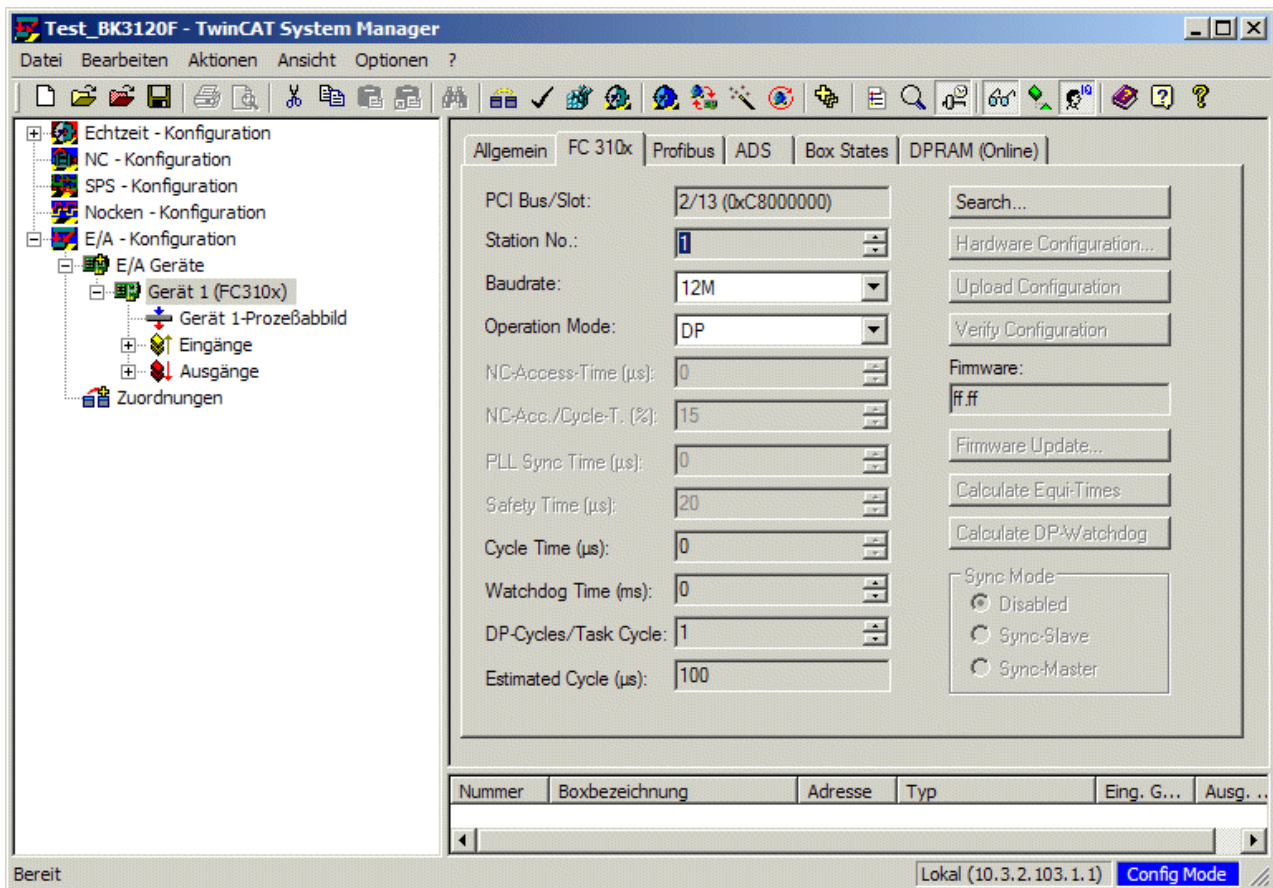 Test_BK3120F - TwinCAT System Manager
Datei Bearbeiten Aktionen Ansicht Optionen ?
Echtzeit - Konfiguration
NC - Konfiguration
SPS - Konfiguration
Nocken - Konfiguration
E/A - Konfiguration
E/A Geräte
Gerät 1 (FC310x)
Gerät 1-Prozeßabbild
Eingänge
Ausgänge
Zuordnungen
Allgemein FC 310x Profibus ADS Box States DPRAM (Online)
PCI Bus/Slot: 2/13 (0xC8000000) Search...
Station No.: 1 Hardware Configuration...
Baudrate: 12M Upload Configuration
Operation Mode: DP Verify Configuration
NC-Access-Time (µs): 0 Firmware:
ff.ff
NC-Acc./Cycle-T. (%): 15
PLL Sync Time (µs): 0 Firmware Update...
Safety Time (µs): 20 Calculate Equi-Times
Cycle Time (µs): 0 Calculate DP-Watchdog
Watchdog Time (ms): 0 Sync Mode
Disabled
DP-Cycles/Task Cycle: 1 Sync-Slave
Estimated Cycle (µs): 100 Sync-Master
Nummer Boxbezeichnung Adresse Typ Eing. G... Ausg. ..
Bereit Lokal (10.3.2.103.1.1) Config Mode